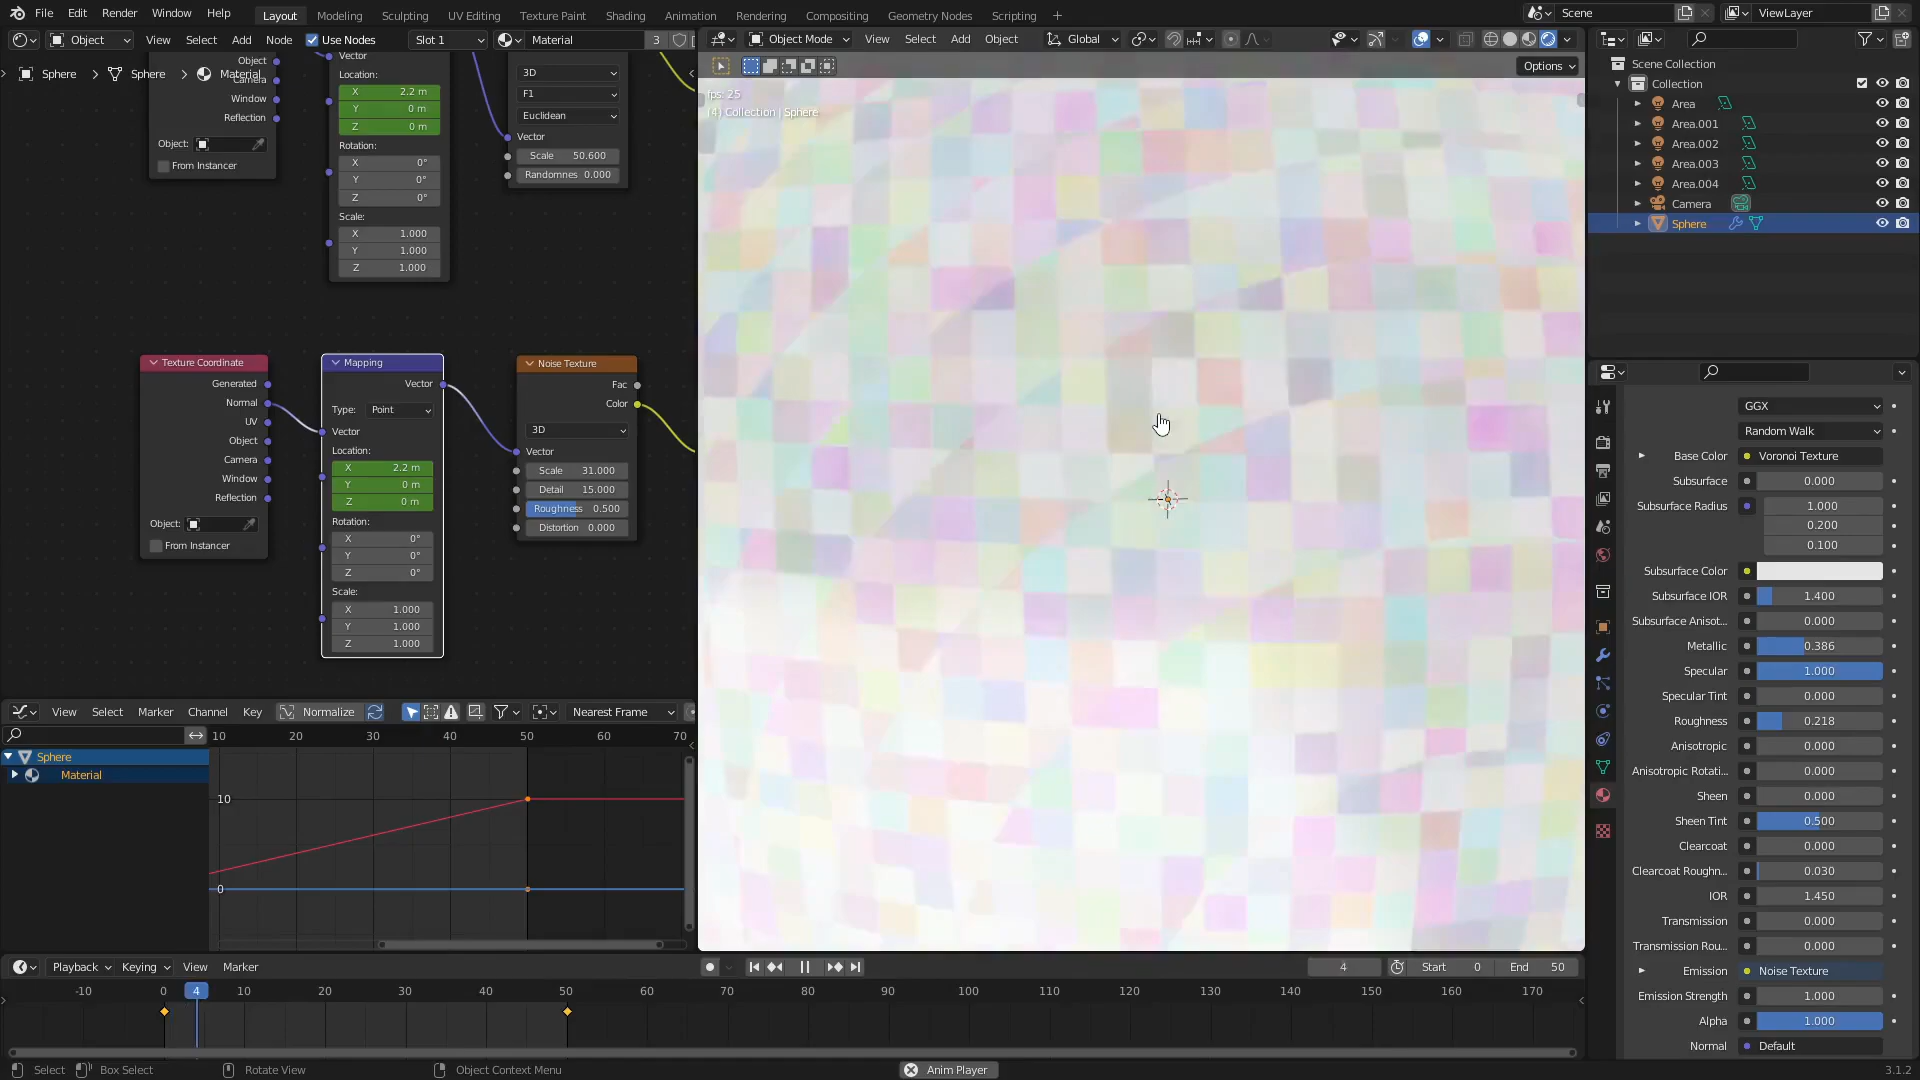 File Edit Render Window Help Layout Modeling Sculpting UV Editing Texture Paint Shading Animation Rendering Compositing Geometry Nodes Scripting + Scene ViewLayer
Object View Select Add Node Use Nodes Slot 1 Material 3
Object Mode View Select Add Object Global
Sphere > Sphere > Material
Options
Object
Camera
Window
Reflection
Object:
From Instancer
Vector
Location:
X 2.2 m
Y 0 m
Z 0 m
Rotation:
X 0°
Y 0°
Z 0°
Scale:
X 1.000
Y 1.000
Z 1.000
3D
F1
Euclidean
Vector
Scale 50.600
Randomnes 0.000
Texture Coordinate
Generated
Normal
UV
Object
Camera
Window
Reflection
Object:
From Instancer
Mapping
Vector
Type: Point
Vector
Location:
X 2.2 m
Y 0 m
Z 0 m
Rotation:
X 0°
Y 0°
Z 0°
Scale:
X 1.000
Y 1.000
Z 1.000
Noise Texture
Fac
Color
3D
Vector
Scale 31.000
Detail 15.000
Roughness 0.500
Distortion 0.000
fps: 25
(4) Collection | Sphere
Scene Collection
Collection
Area
Area.001
Area.002
Area.003
Area.004
Camera
Sphere
GGX
Random Walk
Base Color Voronoi Texture
Subsurface 0.000
Subsurface Radius 1.000
0.200
0.100
Subsurface Color
Subsurface IOR 1.400
Subsurface Anisot... 0.000
Metallic 0.386
Specular 1.000
Specular Tint 0.000
Roughness 0.218
Anisotropic 0.000
Anisotropic Rotati... 0.000
Sheen 0.000
Sheen Tint 0.500
Clearcoat 0.000
Clearcoat Roughn... 0.030
IOR 1.450
Transmission 0.000
Transmission Rou... 0.000
Emission Noise Texture
Emission Strength 1.000
Alpha 1.000
Normal Default
View Select Marker Channel Key Normalize Nearest Frame
10 20 30 40 50 60 70
Sphere
Material
10
0
Playback Keying View Marker 4 Start 0 End 50
-10 0 4 10 20 30 40 50 60 70 80 90 100 110 120 130 140 150 160 170
Select Box Select Rotate View Object Context Menu Anim Player 3.1.2